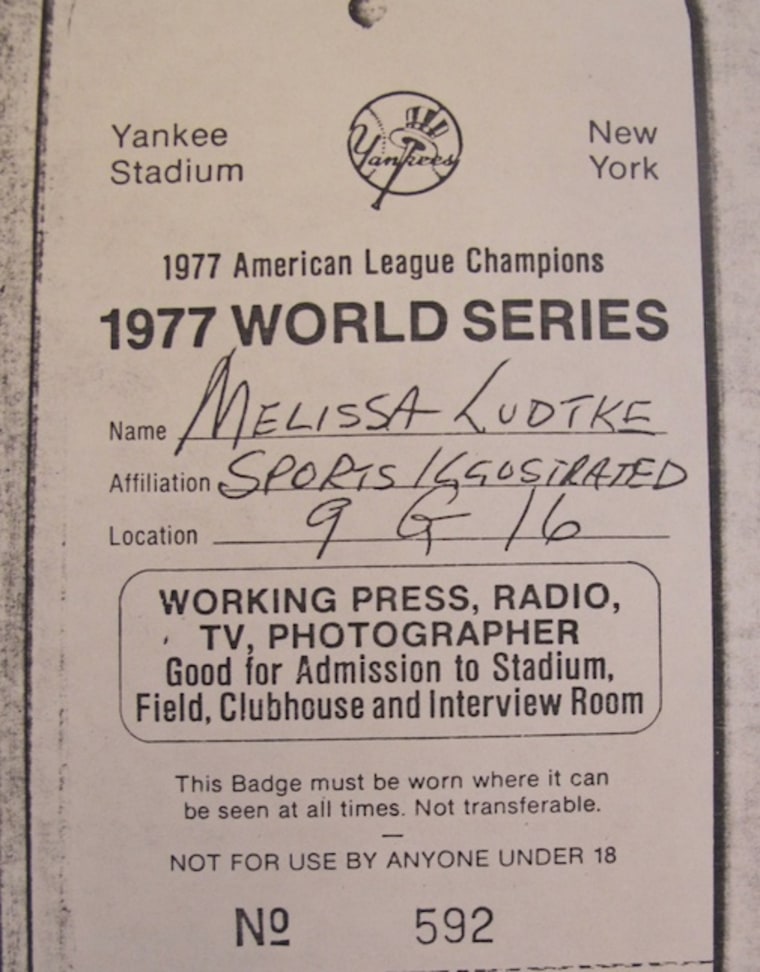 Yankee Stadium
Yankees
New York
1977 American League Champions
1977 WORLD SERIES
Name MELISSA LUDTKE
Affiliation SPORTS ILLUSTRATED
Location 9 G 16
WORKING PRESS, RADIO,
TV, PHOTOGRAPHER
Good for Admission to Stadium,
Field, Clubhouse and Interview Room
This Badge must be worn where it can
be seen at all times. Not transferable.
NOT FOR USE BY ANYONE UNDER 18
Nº 592